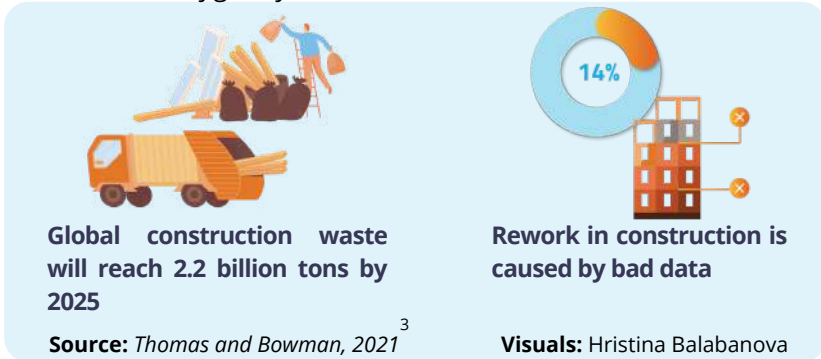 14%
Global construction waste
will reach 2.2 billion tons by
2025
Rework in construction is
caused by bad data
Source: Thomas and Bowman, 2021 3
Visuals: Hristina Balabanova